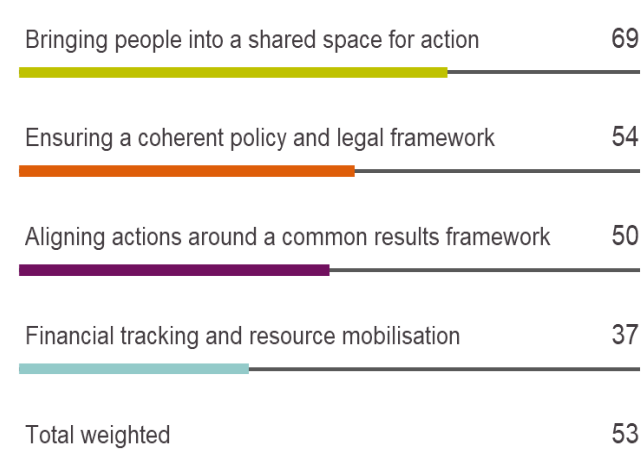 Bringing people into a shared space for action 69
Ensuring a coherent policy and legal framework 54
Aligning actions around a common results framework 50
Financial tracking and resource mobilisation 37
Total weighted 53